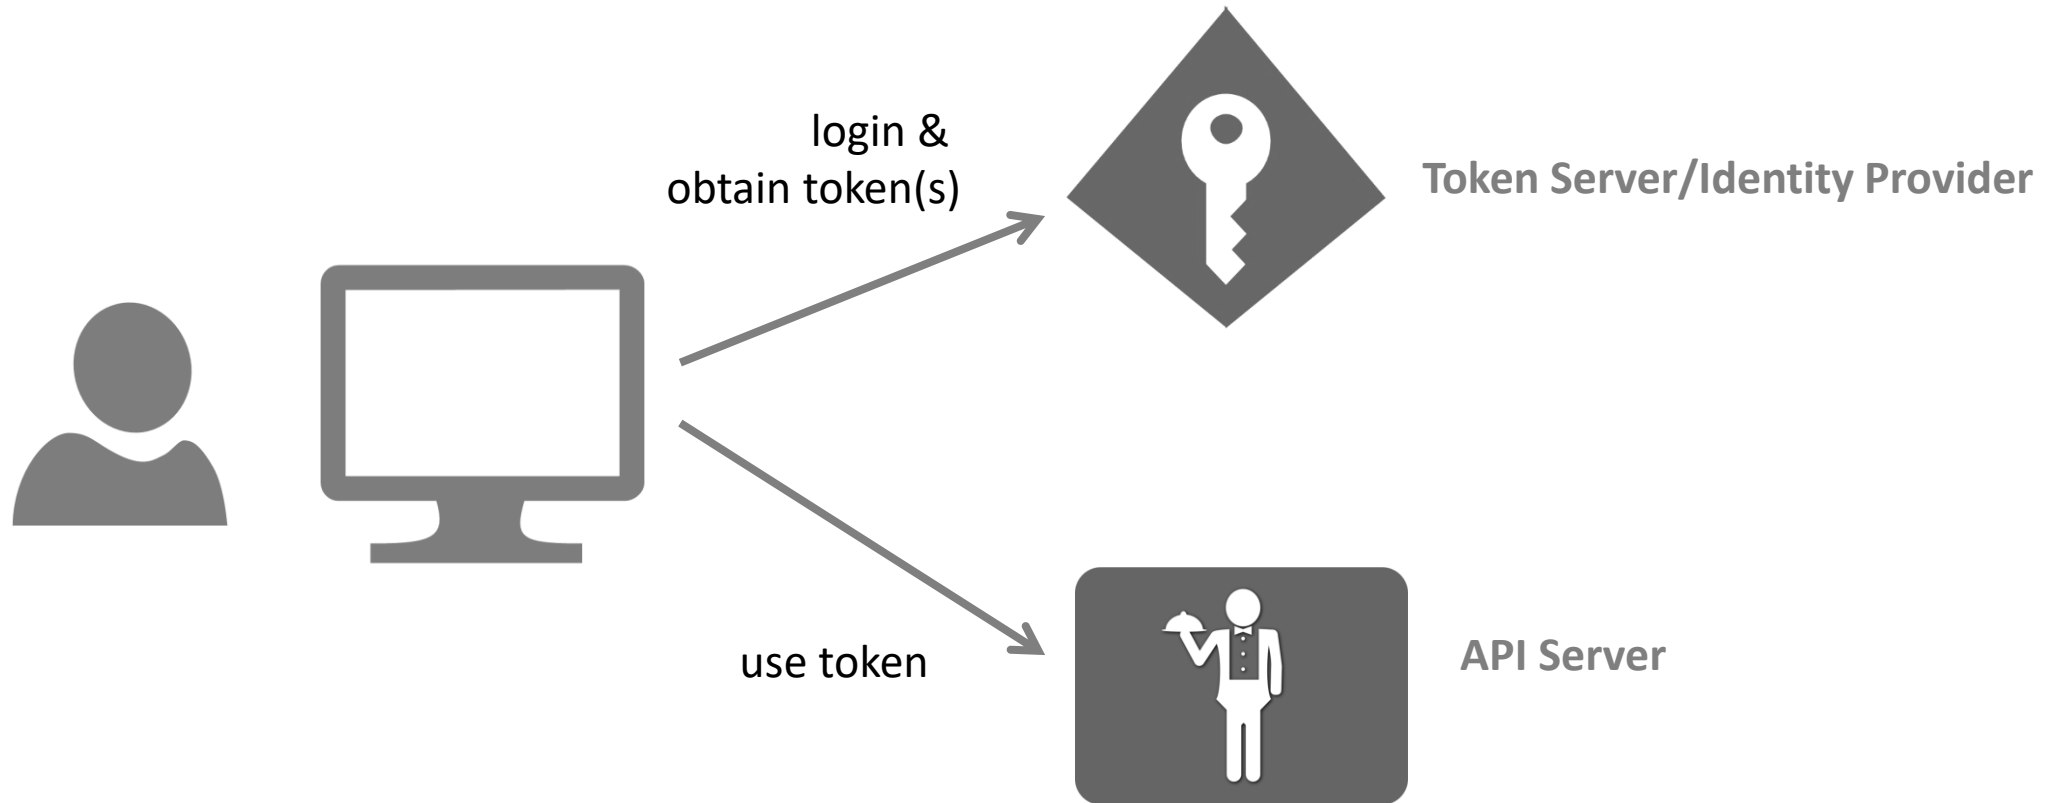 login &
obtain token(s)
Token Server/Identity Provider
use token
API Server